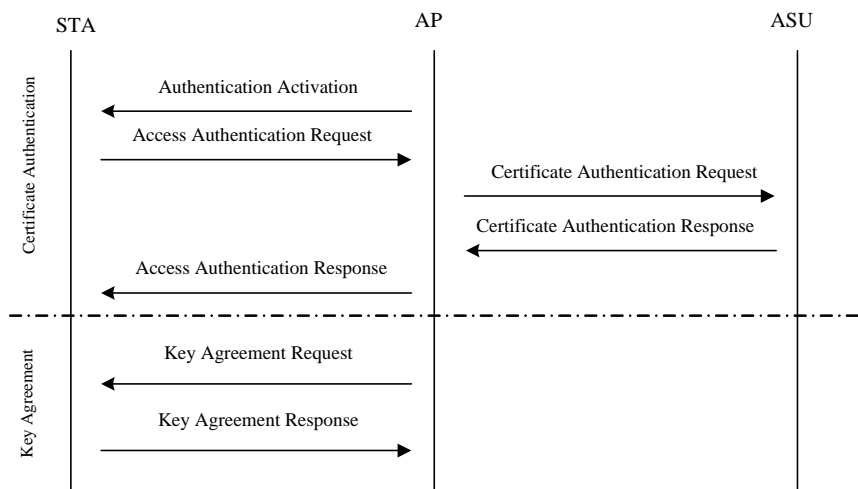 STA
AP
ASU
Certificate Authentication
Authentication Activation
Access Authentication Request
Certificate Authentication Request
Certificate Authentication Response
Access Authentication Response
Key Agreement
Key Agreement Request
Key Agreement Response